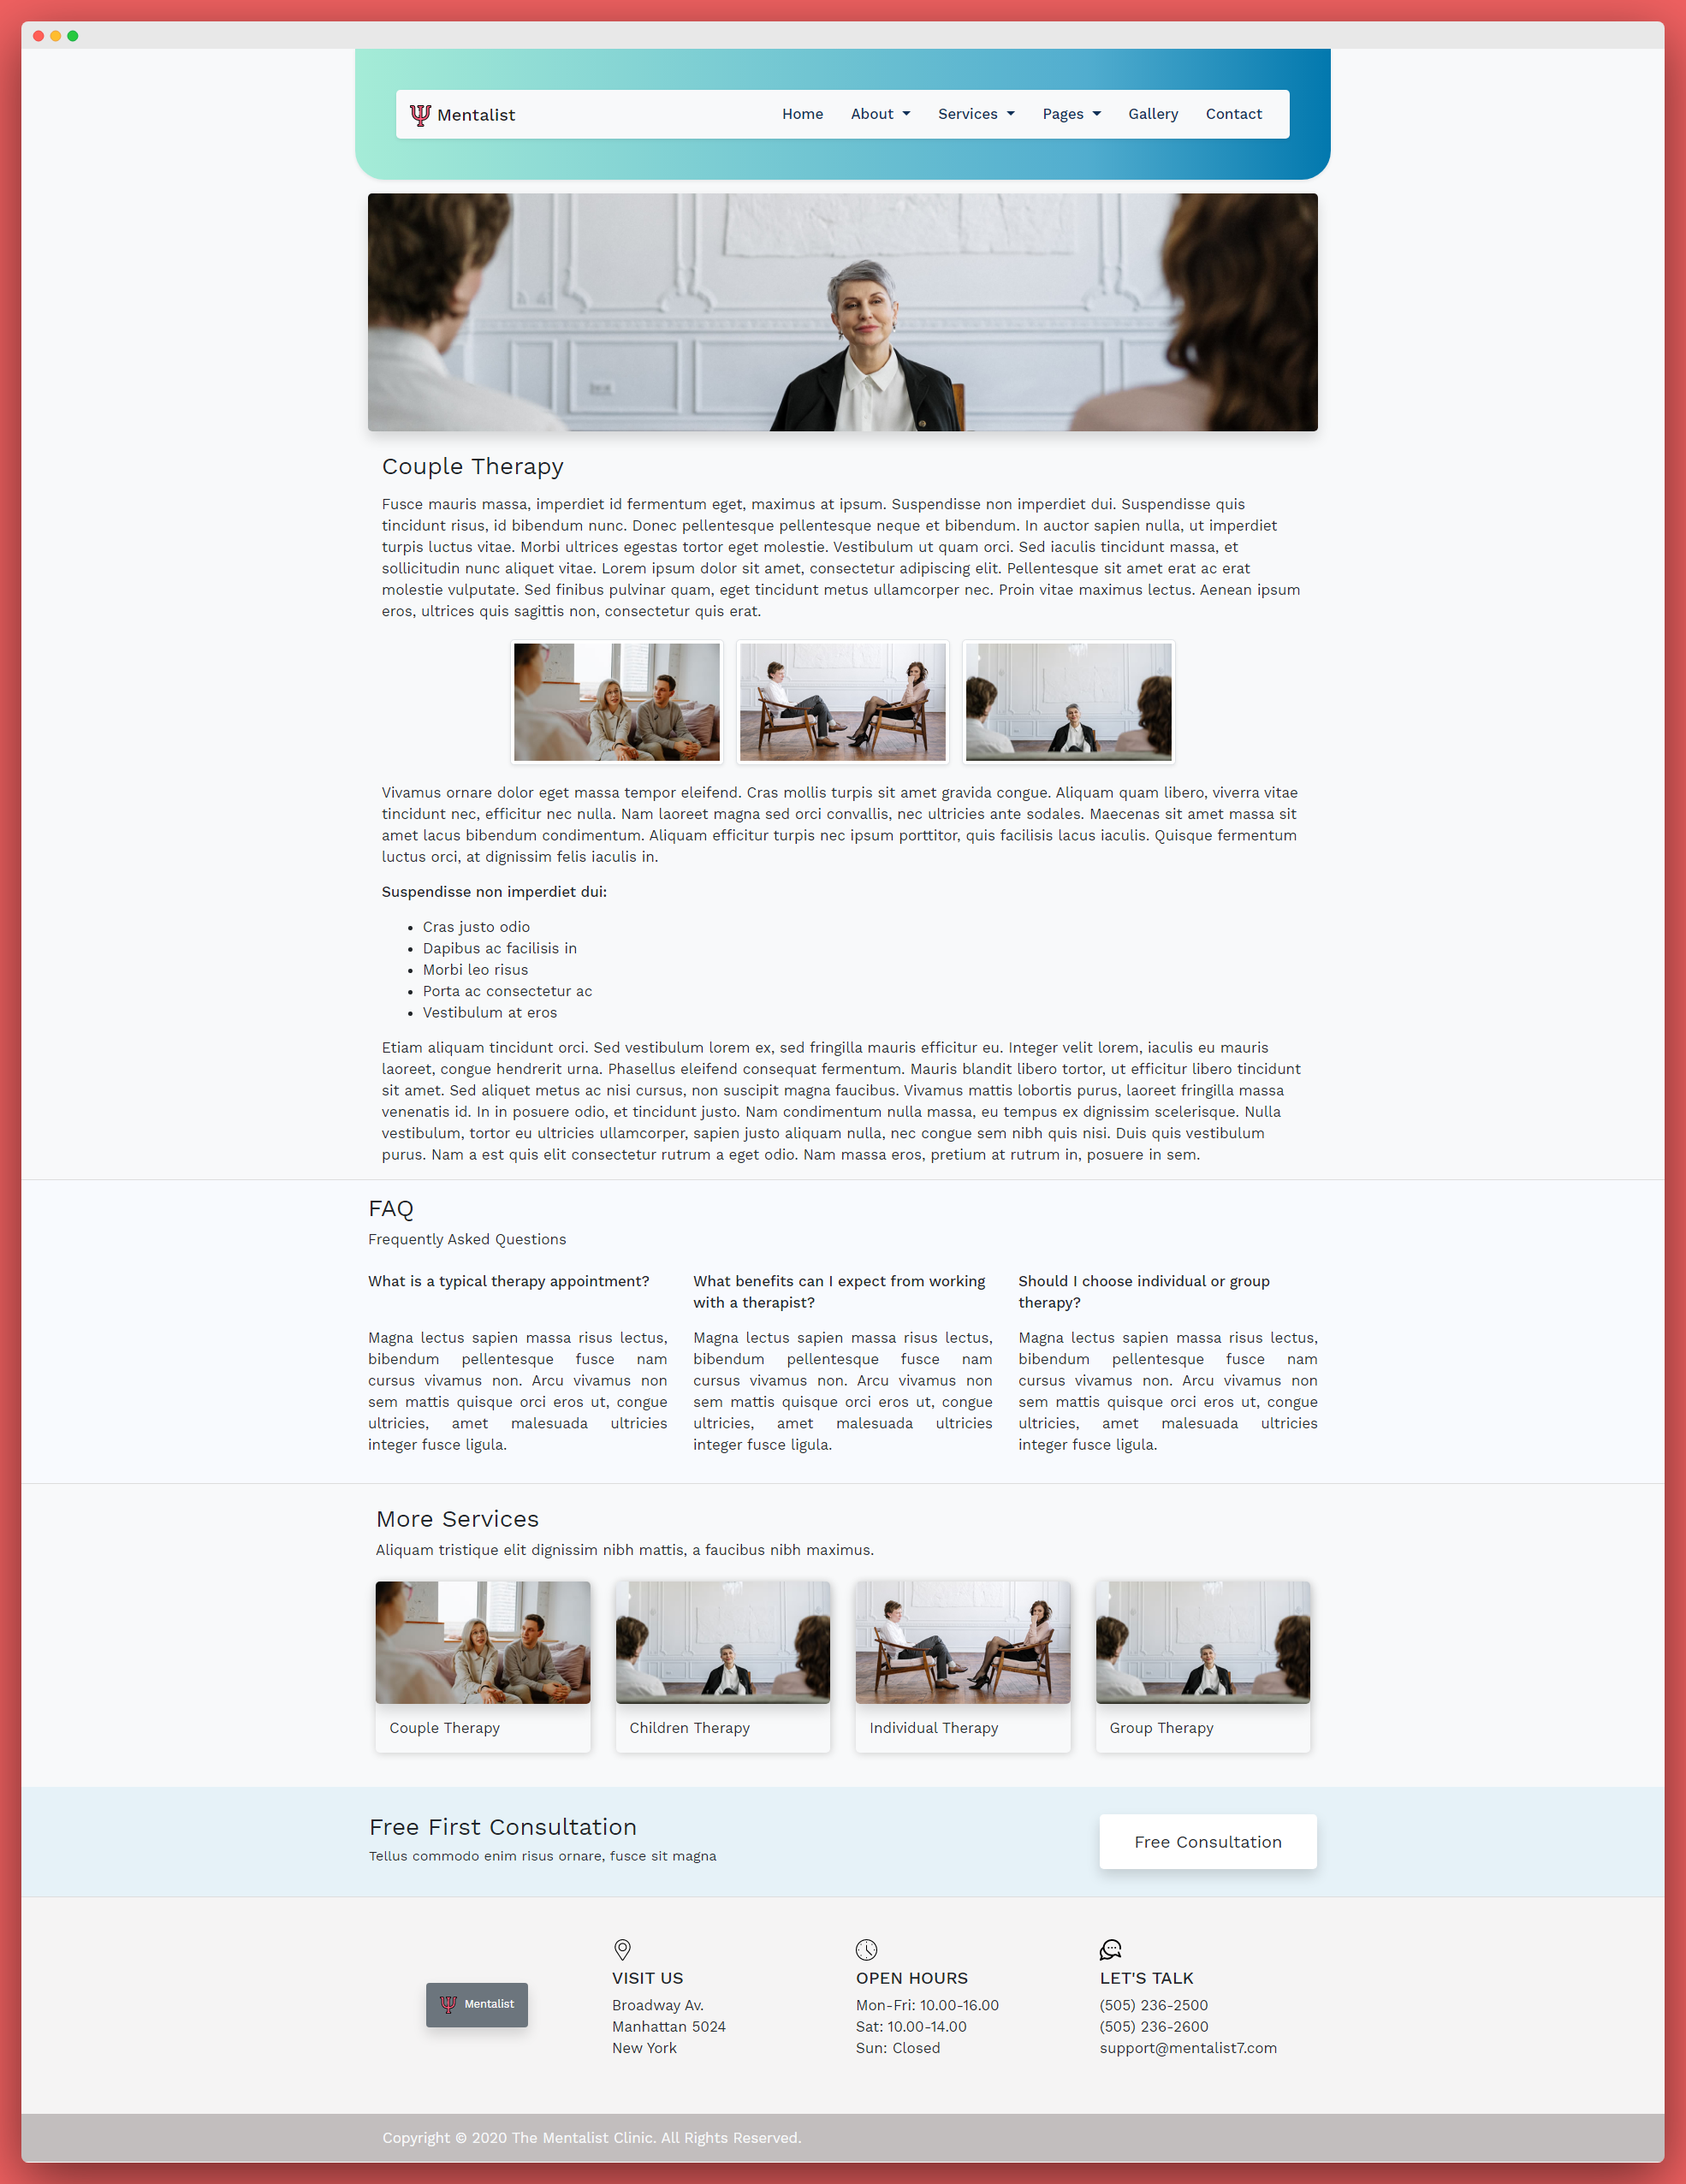 Mentalist
Home About Services Pages Gallery Contact
Couple Therapy
Fusce mauris massa, imperdiet id fermentum eget, maximus at ipsum. Suspendisse non imperdiet dui. Suspendisse quis
tincidunt risus, id bibendum nunc. Donec pellentesque pellentesque neque et bibendum. In auctor sapien nulla, ut imperdiet
turpis luctus vitae. Morbi ultrices egestas tortor eget molestie. Vestibulum ut quam orci. Sed iaculis tincidunt massa, et
sollicitudin nunc aliquet vitae. Lorem ipsum dolor sit amet, consectetur adipiscing elit. Pellentesque sit amet erat ac erat
molestie vulputate. Sed finibus pulvinar quam, eget tincidunt metus ullamcorper nec. Proin vitae maximus lectus. Aenean ipsum
eros, ultrices quis sagittis non, consectetur quis erat.
Vivamus ornare dolor eget massa tempor eleifend. Cras mollis turpis sit amet gravida congue. Aliquam quam libero, viverra vitae
tincidunt nec, efficitur nec nulla. Nam laoreet magna sed orci convallis, nec ultricies ante sodales. Maecenas sit amet massa sit
amet lacus bibendum condimentum. Aliquam efficitur turpis nec ipsum porttitor, quis facilisis lacus iaculis. Quisque fermentum
luctus orci, at dignissim felis iaculis in.
Suspendisse non imperdiet dui:
• Cras justo odio
• Dapibus ac facilisis in
• Morbi leo risus
• Porta ac consectetur ac
• Vestibulum at eros
Etiam aliquam tincidunt orci. Sed vestibulum lorem ex, sed fringilla mauris efficitur eu. Integer velit lorem, iaculis eu mauris
laoreet, congue hendrerit urna. Phasellus eleifend consequat fermentum. Mauris blandit libero tortor, ut efficitur libero tincidunt
sit amet. Sed aliquet metus ac nisi cursus, non suscipit magna faucibus. Vivamus mattis lobortis purus, laoreet fringilla massa
venenatis id. In in posuere odio, et tincidunt justo. Nam condimentum nulla massa, eu tempus ex dignissim scelerisque. Nulla
vestibulum, tortor eu ultricies ullamcorper, sapien justo aliquam nulla, nec congue sem nibh quis nisi. Duis quis vestibulum
purus. Nam a est quis elit consectetur rutrum a eget odio. Nam massa eros, pretium at rutrum in, posuere in sem.
FAQ
Frequently Asked Questions
What is a typical therapy appointment?
Magna lectus sapien massa risus lectus,
bibendum pellentesque fusce nam
cursus vivamus non. Arcu vivamus non
sem mattis quisque orci eros ut, congue
ultricies, amet malesuada ultricies
integer fusce ligula.
What benefits can I expect from working
with a therapist?
Magna lectus sapien massa risus lectus,
bibendum pellentesque fusce nam
cursus vivamus non. Arcu vivamus non
sem mattis quisque orci eros ut, congue
ultricies, amet malesuada ultricies
integer fusce ligula.
Should I choose individual or group
therapy?
Magna lectus sapien massa risus lectus,
bibendum pellentesque fusce nam
cursus vivamus non. Arcu vivamus non
sem mattis quisque orci eros ut, congue
ultricies, amet malesuada ultricies
integer fusce ligula.
More Services
Aliquam tristique elit dignissim nibh mattis, a faucibus nibh maximus.
Couple Therapy
Children Therapy
Individual Therapy
Group Therapy
Free First Consultation
Tellus commodo enim risus ornare, fusce sit magna
Free Consultation
Mentalist
VISIT US
Broadway Av.
Manhattan 5024
New York
OPEN HOURS
Mon-Fri: 10.00-16.00
Sat: 10.00-14.00
Sun: Closed
LET'S TALK
(505) 236-2500
(505) 236-2600
support@mentalist7.com
Copyright © 2020 The Mentalist Clinic. All Rights Reserved.